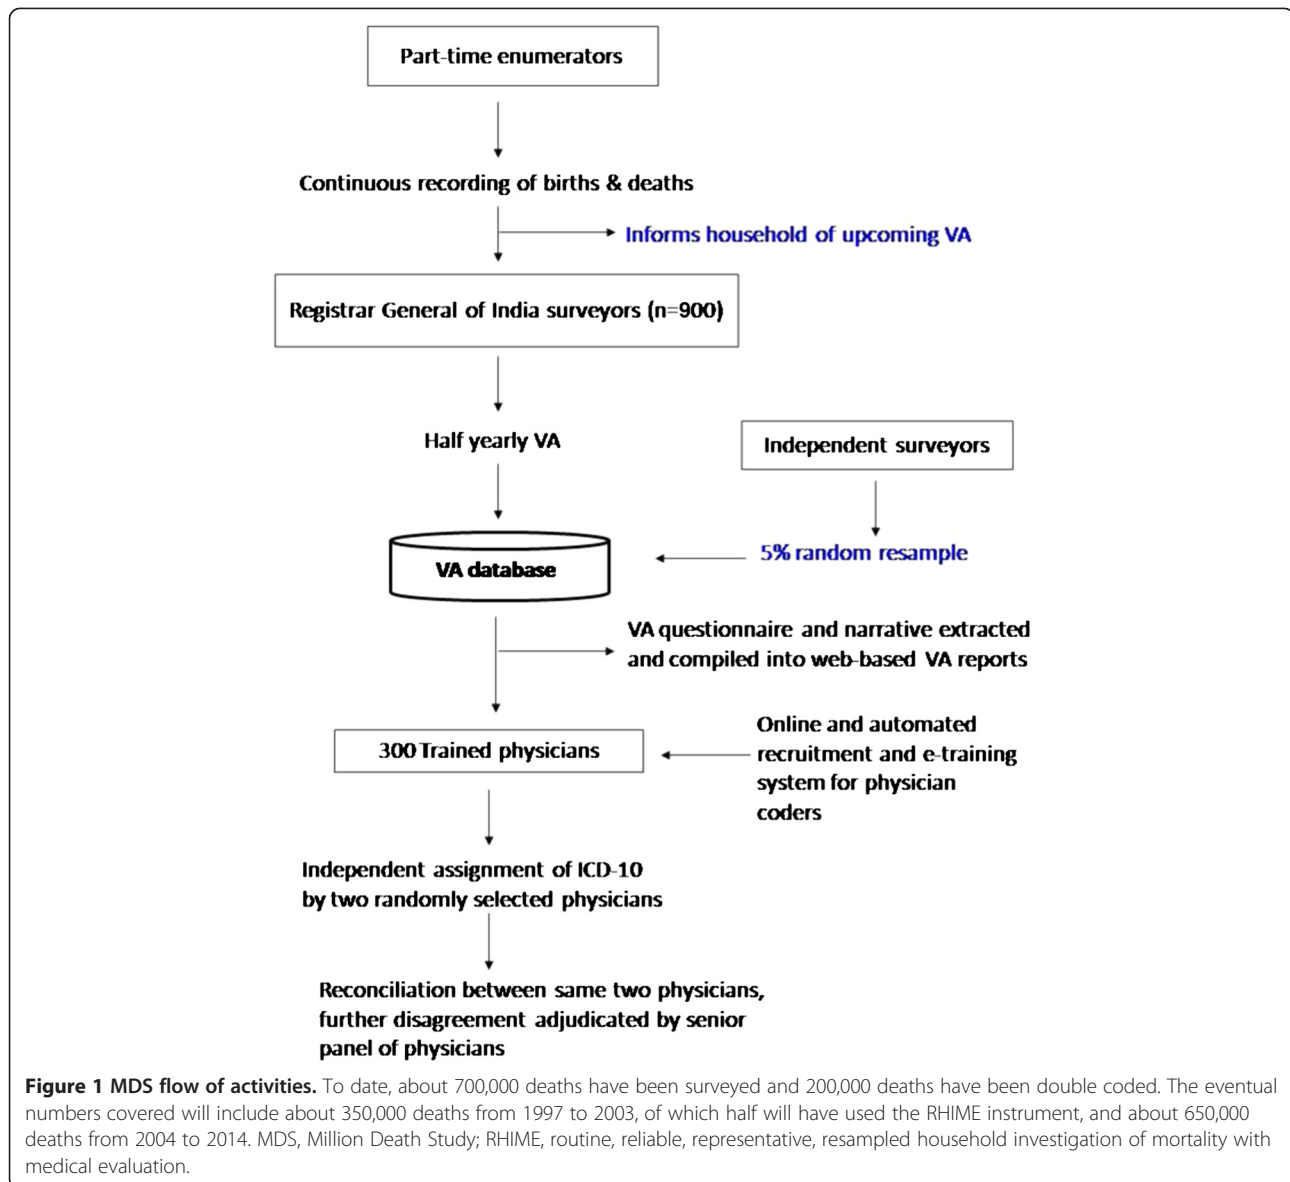 Part-time enumerators
Continuous recording of births & deaths
Informs household of upcoming VA
Registrar General of India surveyors (n=900)
Half yearly VA
Independent surveyors
5% random resample
VA database
VA questionnaire and narrative extracted
and compiled into web-based VA reports
Online and automated
recruitment and e-training
system for physician
coders
300 Trained physicians
Independent assignment of ICD-10
by two randomly selected physicians
Reconciliation between same two physicians,
further disagreement adjudicated by senior
panel of physicians
Figure 1 MDS flow of activities. To date, about 700,000 deaths have been surveyed and 200,000 deaths have been double coded. The eventual
numbers covered will include about 350,000 deaths from 1997 to 2003, of which half will have used the RHIME instrument, and about 650,000
deaths from 2004 to 2014. MDS, Million Death Study; RHIME, routine, reliable, representative, resampled household investigation of mortality with
medical evaluation.